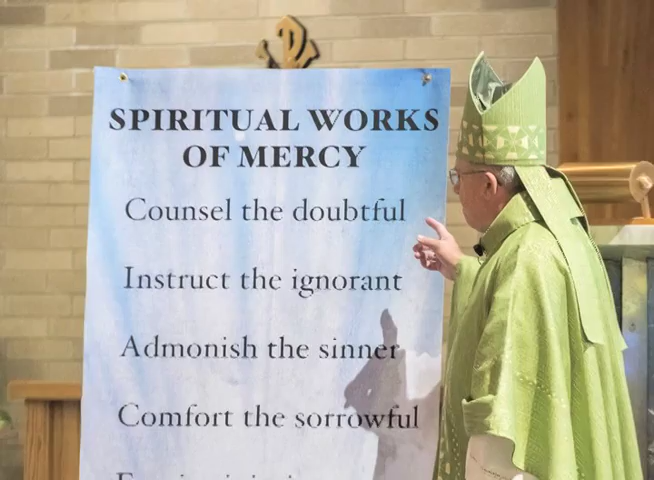 SPIRITUAL WORKS
OF MERCY
Counsel the doubtful
Instruct the ignorant
Admonish the sinner
Comfort the sorrowful